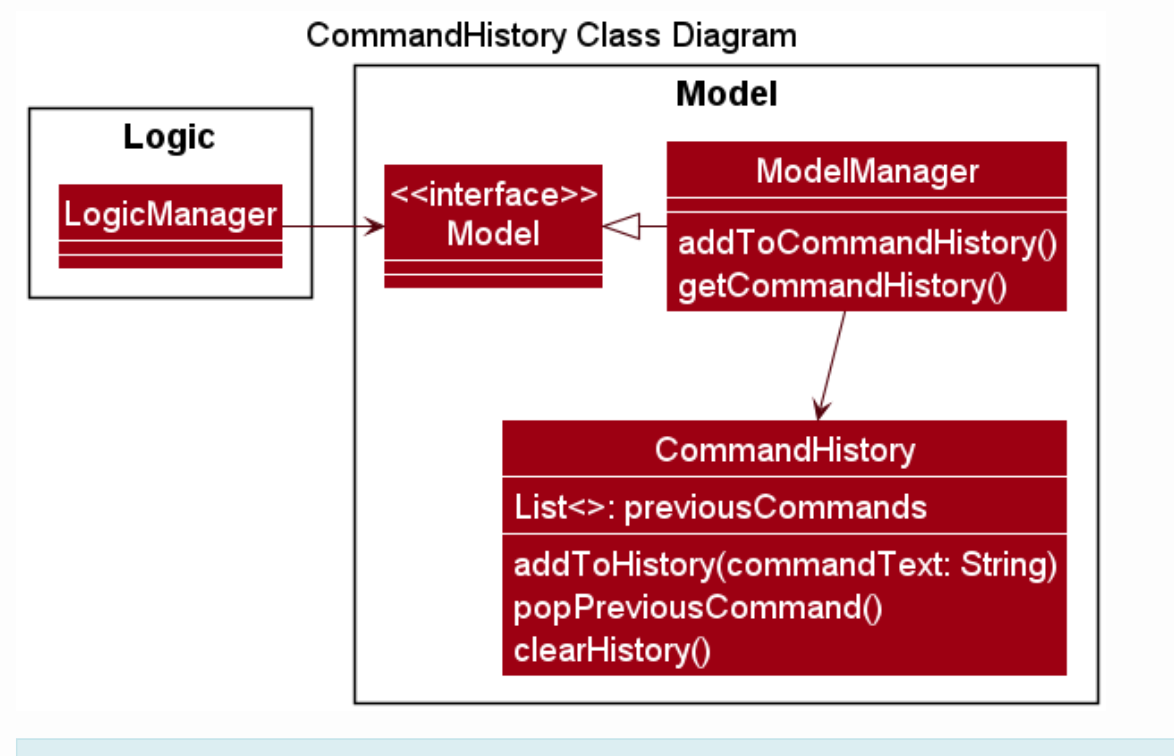 CommandHistory Class Diagram
Logic
LogicManager
Model
<<interface>>
Model
ModelManager
addToCommandHistory()
getCommandHistory()
CommandHistory
List<>: previousCommands
addToHistory(commandText: String)
popPreviousCommand()
clearHistory()